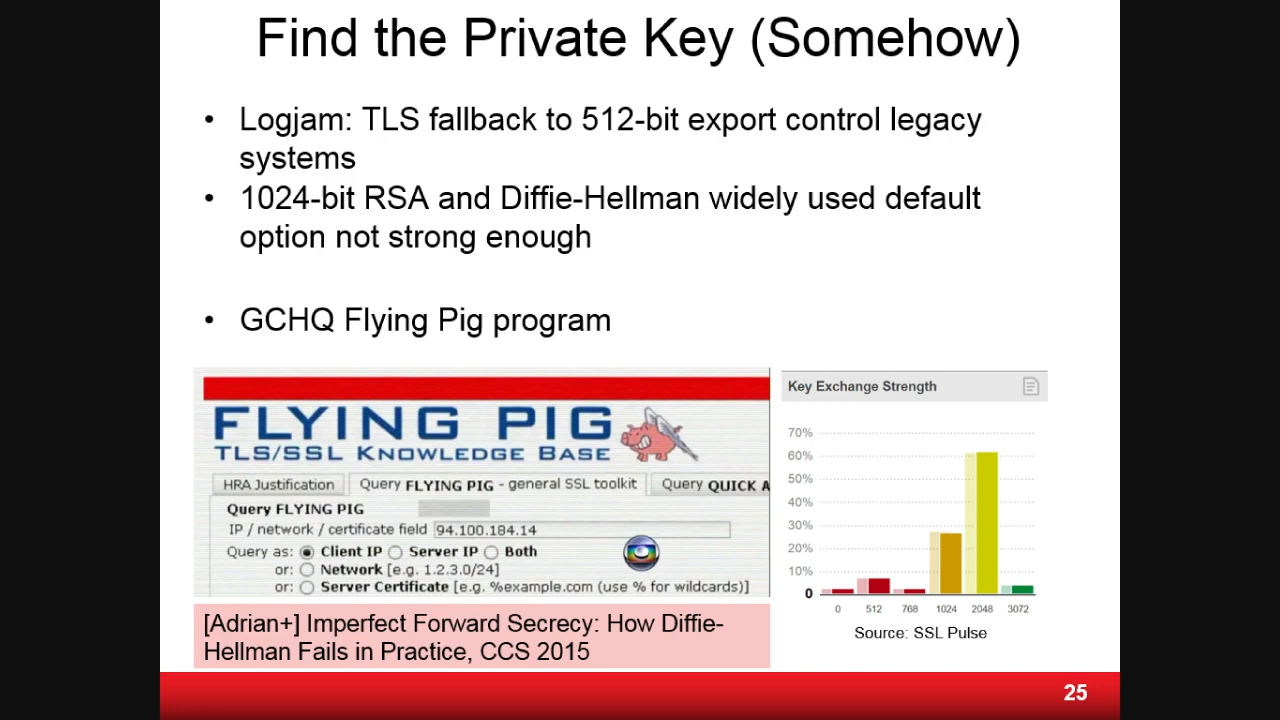 Find the Private Key (Somehow)
• Logjam: TLS fallback to 512-bit export control legacy
systems
• 1024-bit RSA and Diffie-Hellman widely used default
option not strong enough
• GCHQ Flying Pig program
FLYING PIG
TLS/SSL KNOWLEDGE BASE
HRA Justification
Query FLYING PIG - general SSL toolkit
Query QUICK A
Query FLYING PIG
IP / network / certificate field 94.100.184.14
Query as: Client IP Server IP Both
or: Network [e.g. 1.2.3.0/24]
or: Server Certificate [e.g. %example.com (use % for wildcards)]
[Adrian+] Imperfect Forward Secrecy: How Diffie-
Hellman Fails in Practice, CCS 2015
Key Exchange Strength
70%
60%
50%
40%
30%
20%
10%
0
0 512 768 1024 2048 3072
Source: SSL Pulse
25